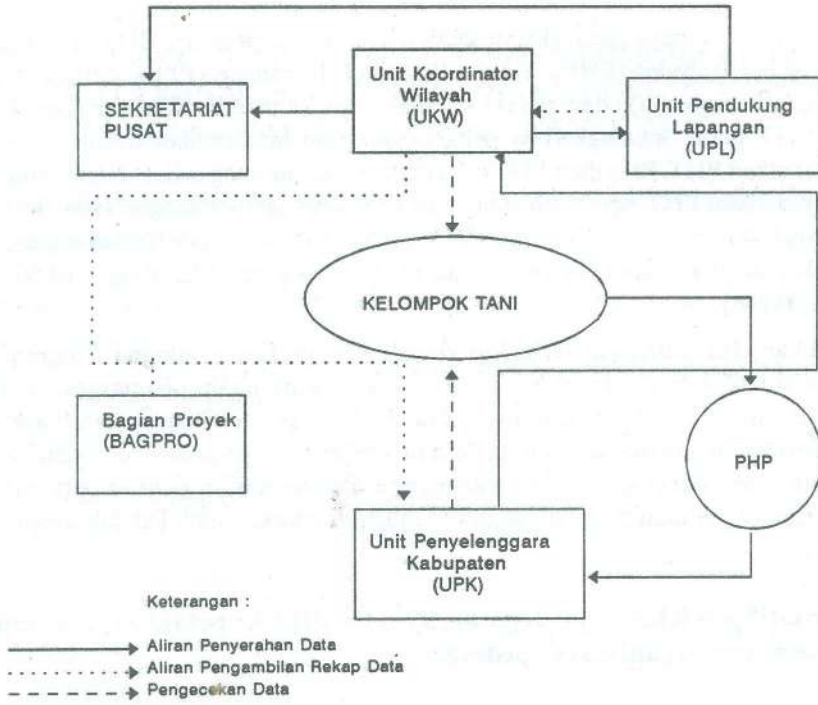 Unit Koordinator
Wilayah
(UKW)
SEKRETARIAT
PUSAT
Unit Pendukung
Lapangan
(UPL)
KELOMPOK TANI
Bagian Proyek
(BAGPRO)
PHP
Unit Penyelenggara
Kabupaten
(UPK)
Keterangan :
Aliran Penyerahan Data
Aliran Pengambilan Rekap Data
Pengecekan Data